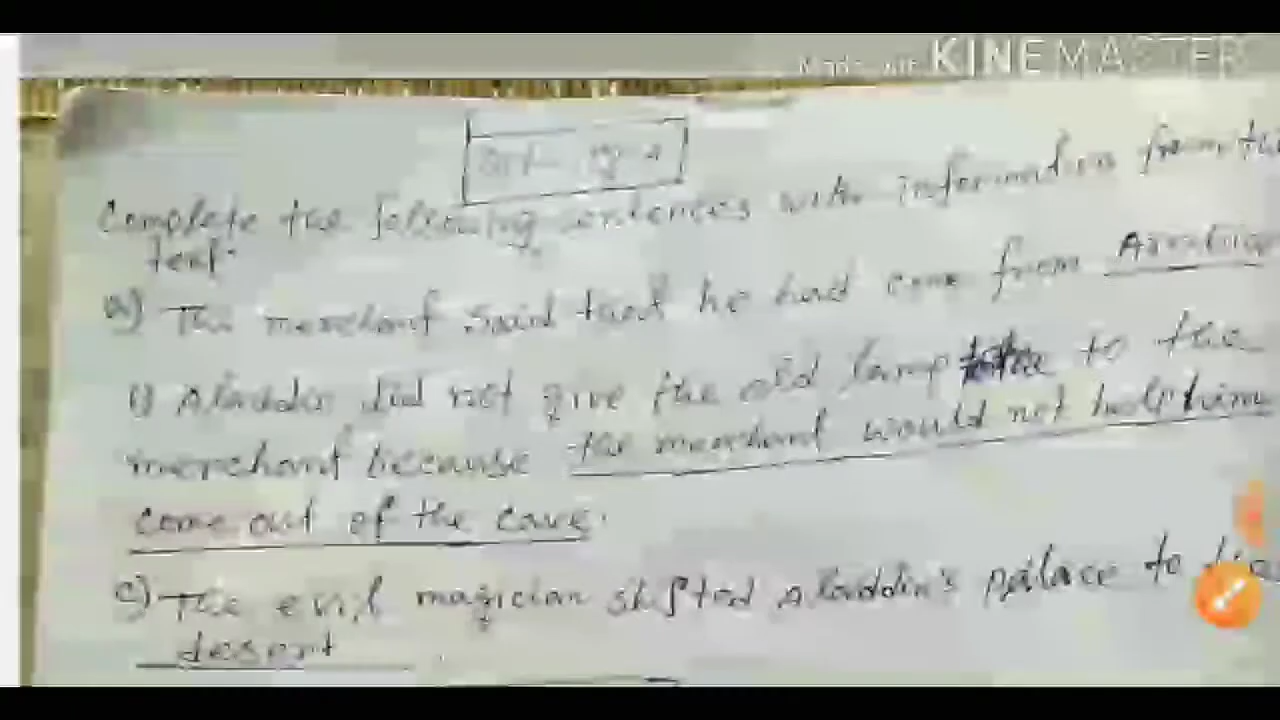 Made with KINEMASTER
Complete the following sentences with information from the
text.
a) The merchant said that he had come from
b) Aladdin did not give the old lamp to the
merchant because the merchant would not help him
come out of the cave.
c) The evil magician shifted Aladdin's palace to
desert